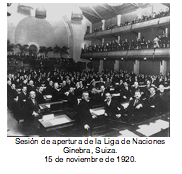 Sesión de apertura de la Liga de Naciones
Ginebra, Suiza.
15 de noviembre de 1920.